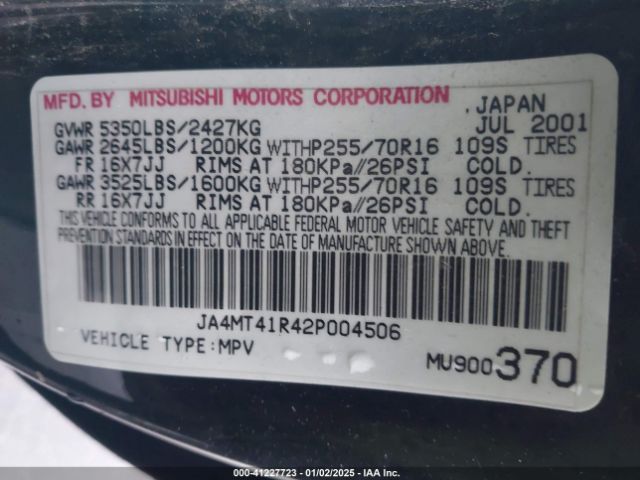 MFD. BY MITSUBISHI MOTORS CORPORATION
, JAPAN
GVWR 5350LBS/2427KG JUL 2001
GAWR 2645LBS/1200KG WITHP255/70R16 109S TIRES
FR 16X7JJ RIMS AT 180KPa//26PSI COLD.
GAWR 3525LBS/1600KG WITHP255/70R16 109S TIRES
RR 16X7JJ RIMS AT 180KPa//26PSI COLD.
THIS VEHICLE CONFORMS TO ALL APPLICABLE FEDERAL MOTOR VEHICLE SAFETY AND THEFT
PREVENTION STANDARDS IN EFFECT ON THE DATE OF MANUFACTURE SHOWN ABOVE.
JA4MT41R42P004506
VEHICLE TYPE:MPV
MU900370
000-41227723 - 01/02/2025 - IAA Inc.